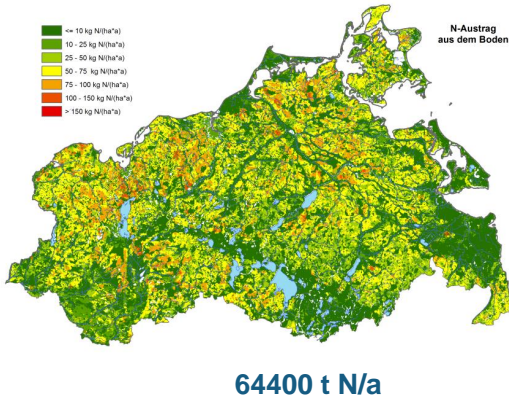 N-Austrag
aus dem Boden
<= 10 kg N/(ha*a)
10 - 25 kg N/(ha*a)
25 - 50 kg N/(ha*a)
50 - 75 kg N/(ha*a)
75 - 100 kg N/(ha*a)
100 - 150 kg N/(ha*a)
> 150 kg N/(ha*a)
64400 t N/a